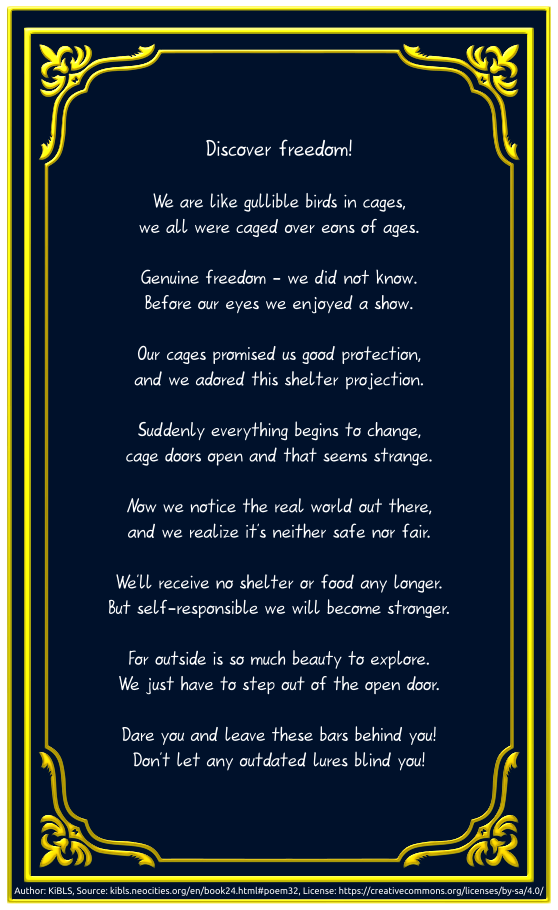 Discover freedom!
We are like gullible birds in cages,
we all were caged over eons of ages.
Genuine freedom – we did not know.
Before our eyes we enjoyed a show.
Our cages promised us good protection,
and we adored this shelter projection.
Suddenly everything begins to change,
cage doors open and that seems strange.
Now we notice the real world out there,
and we realize it's neither safe nor fair.
We'll receive no shelter or food any longer.
But self-responsible we will become stronger.
For outside is so much beauty to explore.
We just have to step out of the open door.
Dare you and leave these bars behind you!
Don't let any outdated lures blind you!
Author: KiBLS, Source: kibls.neocities.org/en/book24.html#poem32, License: https://creativecommons.org/licenses/by-sa/4.0/